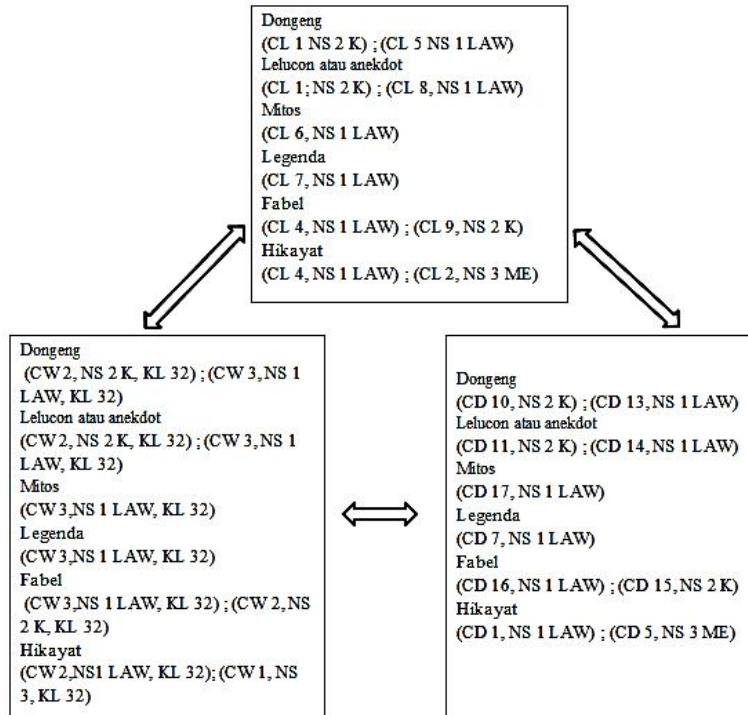 Dongeng
(CL 1 NS 2 K) ; (CL 5 NS 1 LAW)
Lelucon atau anekdot
(CL 1; NS 2 K) ; (CL 8, NS 1 LAW)
Mitos
(CL 6, NS 1 LAW)
Legenda
(CL 7, NS 1 LAW)
Fabel
(CL 4, NS 1 LAW) ; (CL 9, NS 2 K)
Hikayat
(CL 4, NS 1 LAW) ; (CL 2, NS 3 ME)
Dongeng
(CW 2, NS 2 K, KL 32) ; (CW 3, NS 1
LAW, KL 32)
Lelucon atau anekdot
(CW 2, NS 2 K, KL 32) ; (CW 3, NS 1
LAW, KL 32)
Mitos
(CW 3,NS 1 LAW, KL 32)
Legenda
(CW 3,NS 1 LAW, KL 32)
Fabel
(CW 3,NS 1 LAW, KL 32) ; (CW 2, NS
2 K, KL 32)
Hikayat
(CW 2,NS1 LAW, KL 32); (CW 1, NS
3, KL 32)
Dongeng
(CD 10, NS 2 K) ; (CD 13, NS 1 LAW)
Lelucon atau anekdot
(CD 11, NS 2 K) ; (CD 14, NS 1 LAW)
Mitos
(CD 17, NS 1 LAW)
Legenda
(CD 7, NS 1 LAW)
Fabel
(CD 16, NS 1 LAW) ; (CD 15, NS 2 K)
Hikayat
(CD 1, NS 1 LAW) ; (CD 5, NS 3 ME)